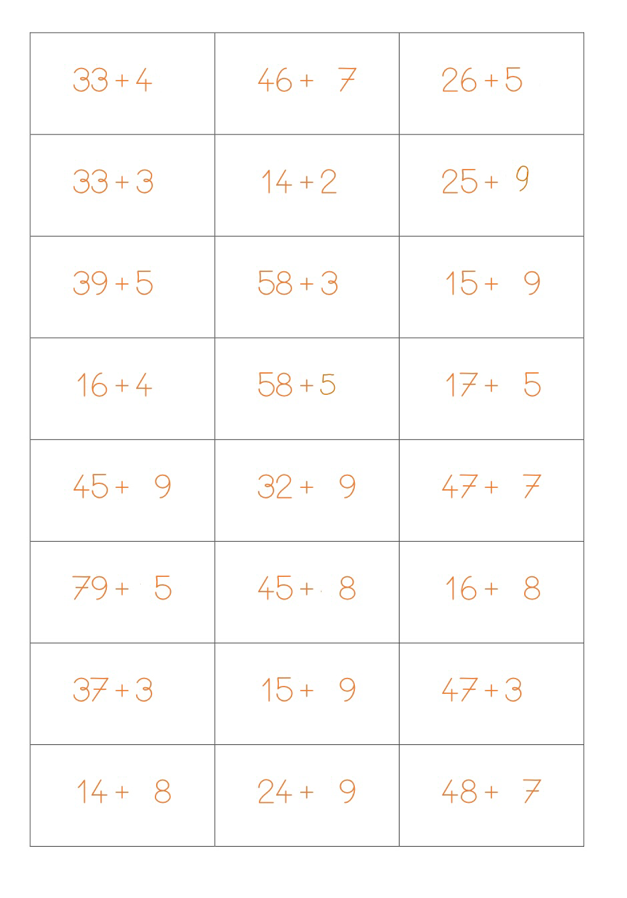 33 + 4 46 + 7 26 + 5
33 + 3 14 + 2 25 + 9
39 + 5 58 + 3 15 + 9
16 + 4 58 + 5 17 + 5
45 + 9 32 + 9 47 + 7
79 + 5 45 + 8 16 + 8
37 + 3 15 + 9 47 + 3
14 + 8 24 + 9 48 + 7